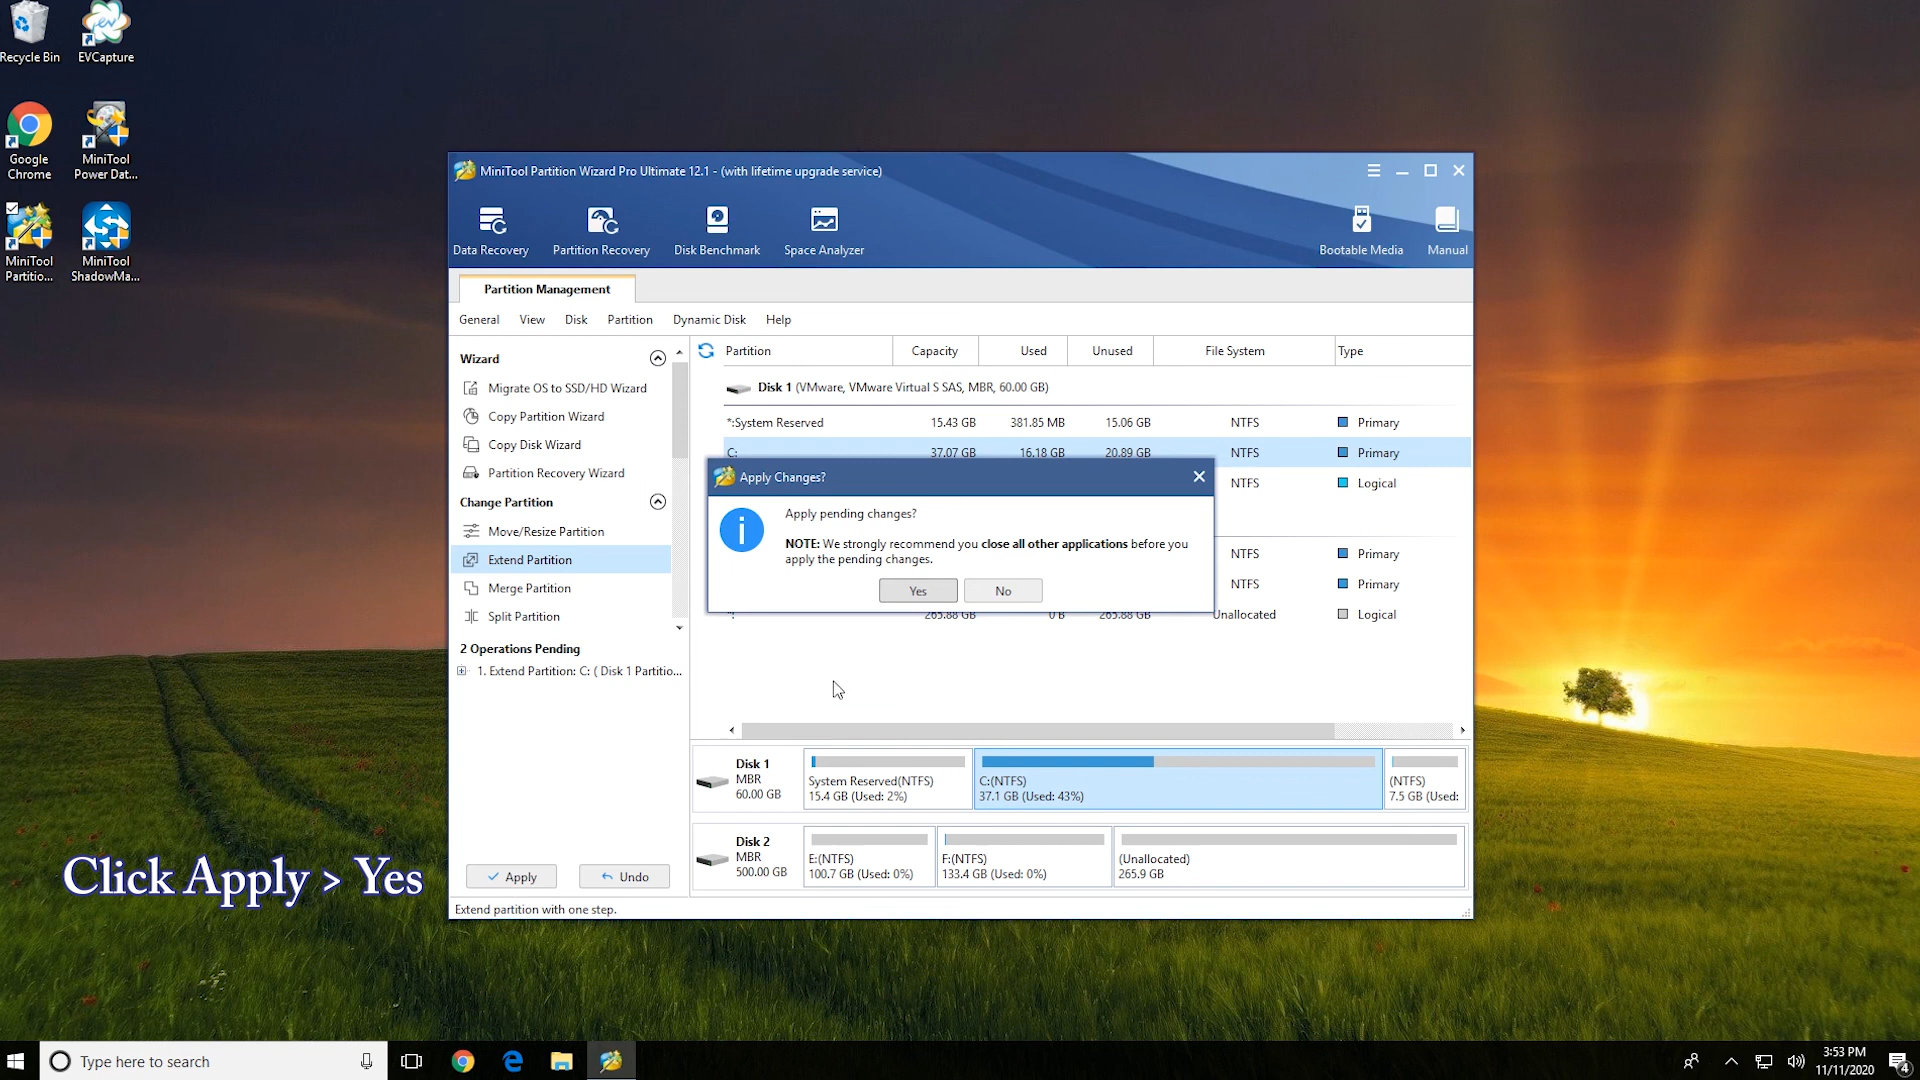 Recycle Bin
EVCapture
Google
Chrome
MiniTool
Power Dat...
MiniTool
Partitio...
MiniTool
ShadowMa...
MiniTool Partition Wizard Pro Ultimate 12.1 - (with lifetime upgrade service)
Data Recovery
Partition Recovery
Disk Benchmark
Space Analyzer
Bootable Media
Manual
Partition Management
General View Disk Partition Dynamic Disk Help
Wizard
Migrate OS to SSD/HD Wizard
Copy Partition Wizard
Copy Disk Wizard
Partition Recovery Wizard
Change Partition
Move/Resize Partition
Extend Partition
Merge Partition
Split Partition
2 Operations Pending
1. Extend Partition: C: ( Disk 1 Partitio...
Apply
Undo
Extend partition with one step.
Partition Capacity Used Unused File System Type
Disk 1 (VMware, VMware Virtual S SAS, MBR, 60.00 GB)
*:System Reserved 15.43 GB 381.85 MB 15.06 GB NTFS Primary
C: 37.07 GB 16.18 GB 20.89 GB NTFS Primary
NTFS Logical
NTFS Primary
NTFS Primary
*: 265.88 GB 0 B 265.88 GB Unallocated Logical
Apply Changes?
Apply pending changes?
NOTE: We strongly recommend you close all other applications before you
apply the pending changes.
Yes
No
Disk 1
MBR
60.00 GB
System Reserved(NTFS)
15.4 GB (Used: 2%)
C:(NTFS)
37.1 GB (Used: 43%)
(NTFS)
7.5 GB (Used:
Disk 2
MBR
500.00 GB
E:(NTFS)
100.7 GB (Used: 0%)
F:(NTFS)
133.4 GB (Used: 0%)
(Unallocated)
265.9 GB
Click Apply > Yes
Type here to search
3:53 PM
11/11/2020
4